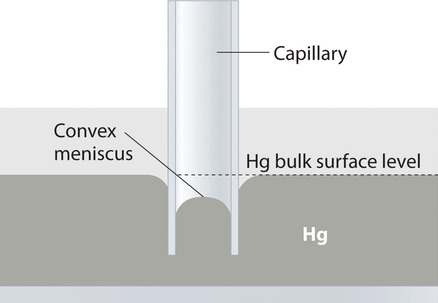 Capillary
Convex
meniscus
Hg bulk surface level
Hg